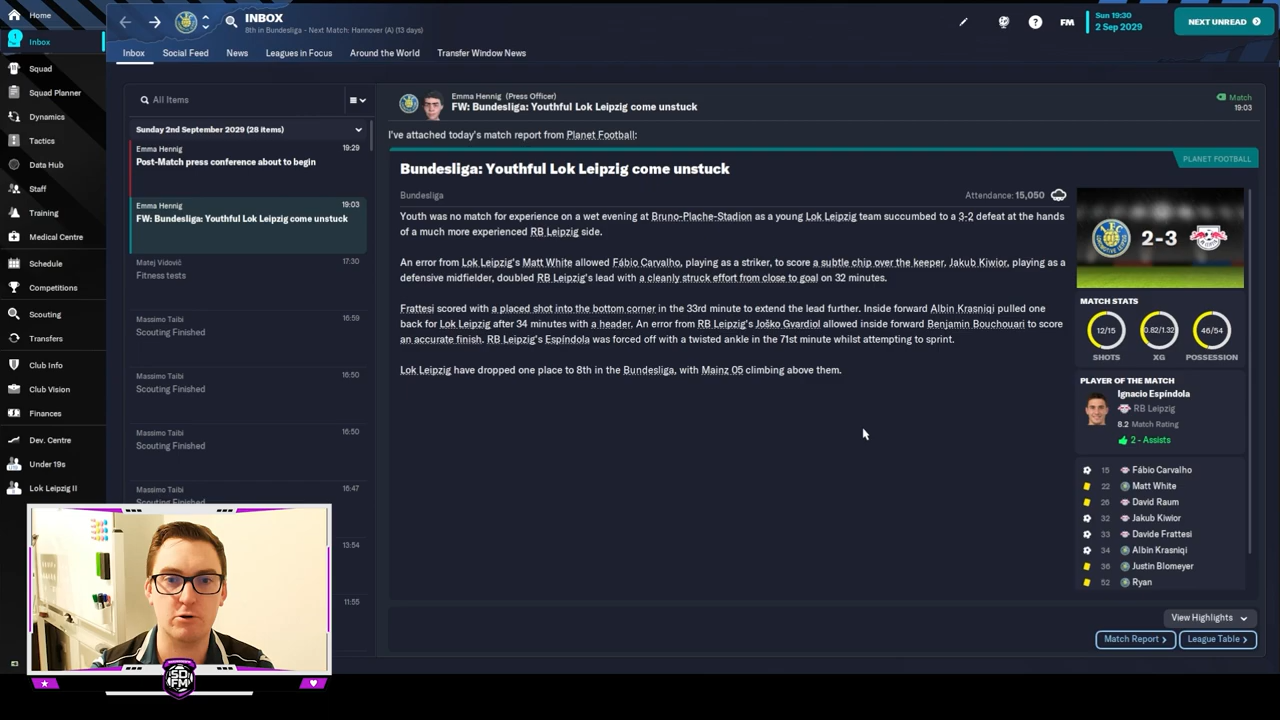 Home
Inbox
1
Squad
Squad Planner
Dynamics
Tactics
Data Hub
Staff
Training
Medical Centre
Schedule
Competitions
Scouting
Transfers
Club Info
Club Vision
Finances
Dev. Centre
Under 19s
Lok Leipzig II
INBOX
8th in Bundesliga - Next Match: Hannover (A) (13 days)
FM
Sun 19:30
2 Sep 2029
NEXT UNREAD
Inbox Social Feed News Leagues in Focus Around the World Transfer Window News
All Items
Sunday 2nd September 2029 (28 items)
Emma Hennig 19:29
Post-Match press conference about to begin
Emma Hennig 19:03
FW: Bundesliga: Youthful Lok Leipzig come unstuck
Matej Vidović 17:30
Fitness tests
Massimo Taibi 16:59
Scouting Finished
Massimo Taibi 16:50
Scouting Finished
Massimo Taibi 16:50
Scouting Finished
Massimo Taibi 16:47
Scouting Finished
13:54
11:55
Emma Hennig (Press Officer)
FW: Bundesliga: Youthful Lok Leipzig come unstuck
Match
19:03
I've attached today's match report from Planet Football:
PLANET FOOTBALL
Bundesliga: Youthful Lok Leipzig come unstuck
Bundesliga
Attendance: 15,050
Youth was no match for experience on a wet evening at Bruno-Plache-Stadion as a young Lok Leipzig team succumbed to a 3-2 defeat at the hands
of a much more experienced RB Leipzig side.
An error from Lok Leipzig's Matt White allowed Fábio Carvalho, playing as a striker, to score a subtle chip over the keeper. Jakub Kiwior, playing as a
defensive midfielder, doubled RB Leipzig's lead with a cleanly struck effort from close to goal on 32 minutes.
Frattesi scored with a placed shot into the bottom corner in the 33rd minute to extend the lead further. Inside forward Albin Krasniqi pulled one
back for Lok Leipzig after 34 minutes with a header. An error from RB Leipzig's Joško Gvardiol allowed inside forward Benjamin Bouchouari to score
an accurate finish. RB Leipzig's Espíndola was forced off with a twisted ankle in the 71st minute whilst attempting to sprint.
Lok Leipzig have dropped one place to 8th in the Bundesliga, with Mainz 05 climbing above them.
2-3
MATCH STATS
12/15 0.82/1.32 46/54
SHOTS XG POSSESSION
PLAYER OF THE MATCH
Ignacio Espíndola
RB Leipzig
8.2 Match Rating
2 - Assists
15 Fábio Carvalho
22 Matt White
26 David Raum
32 Jakub Kiwior
33 Davide Frattesi
34 Albin Krasniqi
36 Justin Blomeyer
52 Ryan
View Highlights
Match Report
League Table
SD
FM